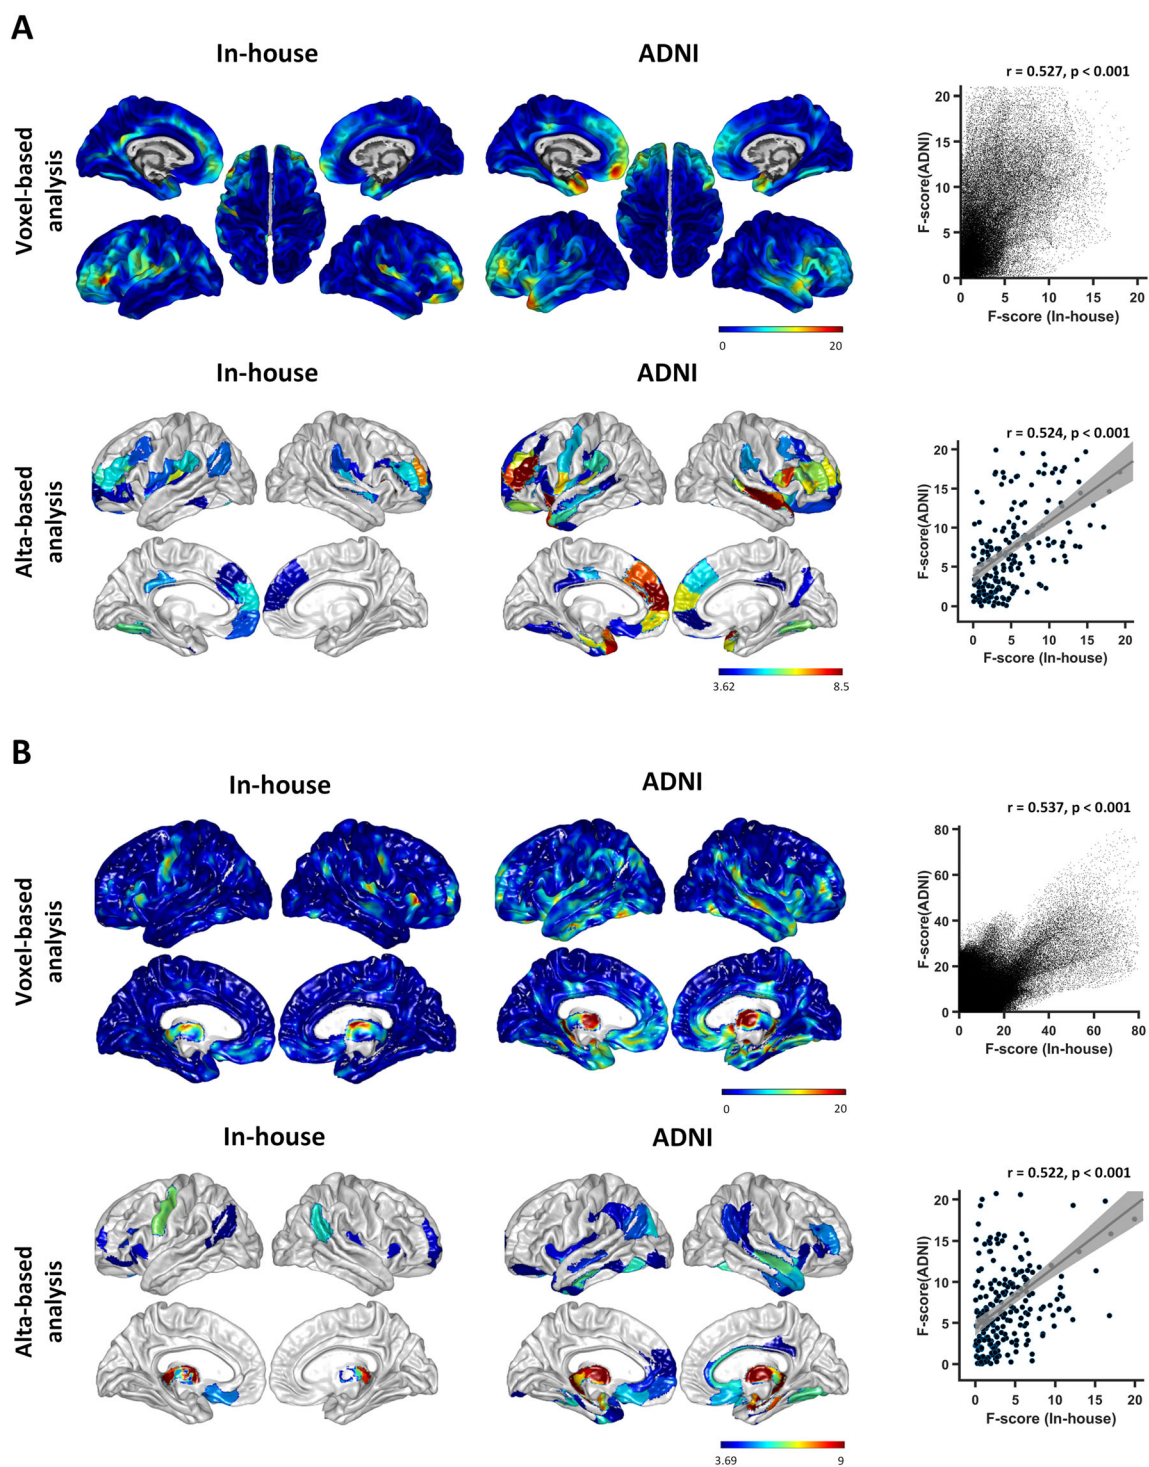 A
In-house
ADNI
r = 0.527, p < 0.001
Voxel-based
analysis
20
15
10
5
0
F-score(ADNI)
0 5 10 15 20
F-score (In-house)
0 20
In-house
ADNI
r = 0.524, p < 0.001
Alta-based
analysis
20
15
10
5
0
F-score(ADNI)
0 5 10 15 20
F-score (In-house)
3.62 8.5
B
In-house
ADNI
r = 0.537, p < 0.001
Voxel-based
analysis
80
60
40
20
0
F-score(ADNI)
0 20 40 60 80
F-score (In-house)
0 20
In-house
ADNI
r = 0.522, p < 0.001
Alta-based
analysis
20
15
10
5
0
F-score(ADNI)
0 5 10 15 20
F-score (In-house)
3.69 9